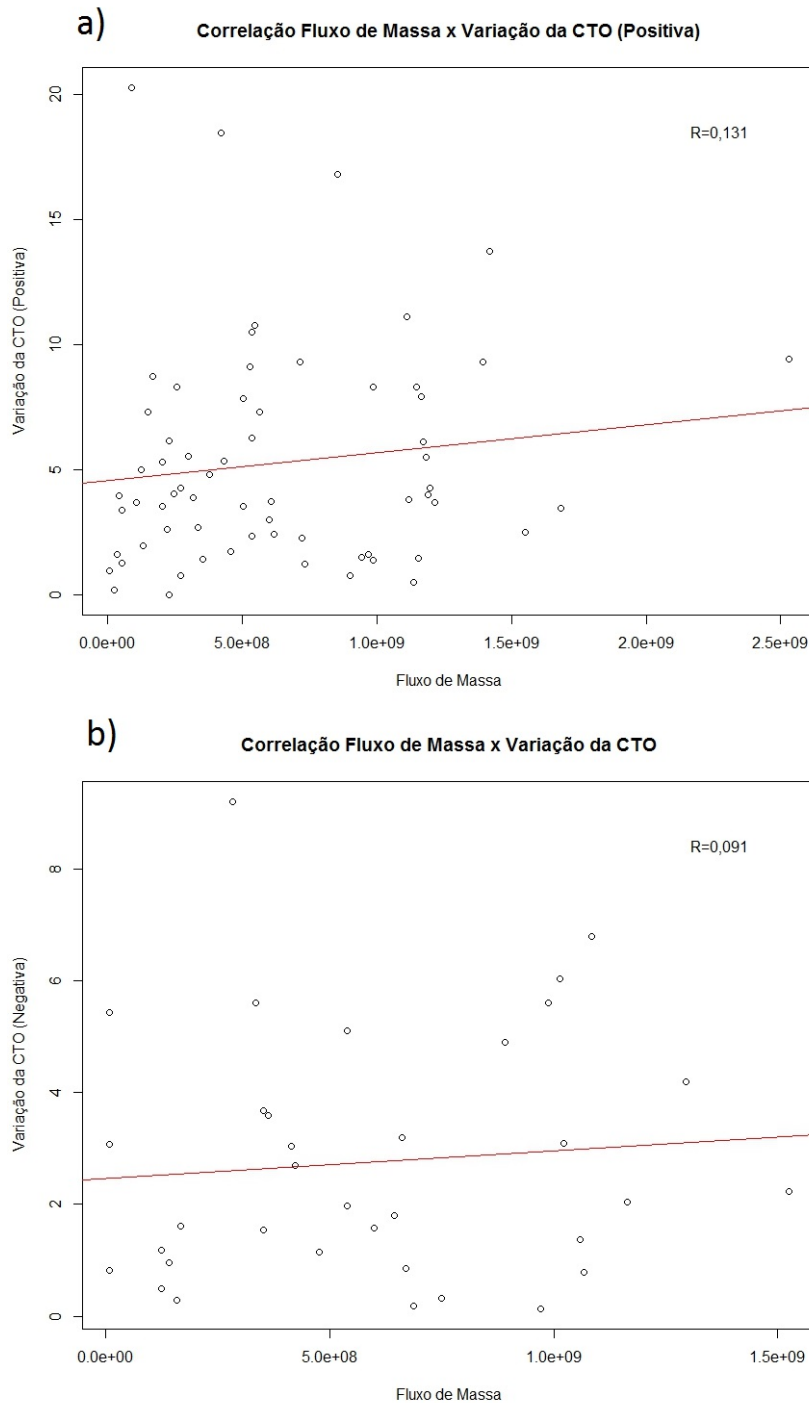 a)
Correlação Fluxo de Massa x Variação da CTO (Positiva)
R=0,131
Variação da CTO (Positiva)
20
15
10
5
0
0.0e+00 5.0e+08 1.0e+09 1.5e+09 2.0e+09 2.5e+09
Fluxo de Massa
b)
Correlação Fluxo de Massa x Variação da CTO
R=0,091
Variação da CTO (Negativa)
8
6
4
2
0
0.0e+00 5.0e+08 1.0e+09 1.5e+09
Fluxo de Massa